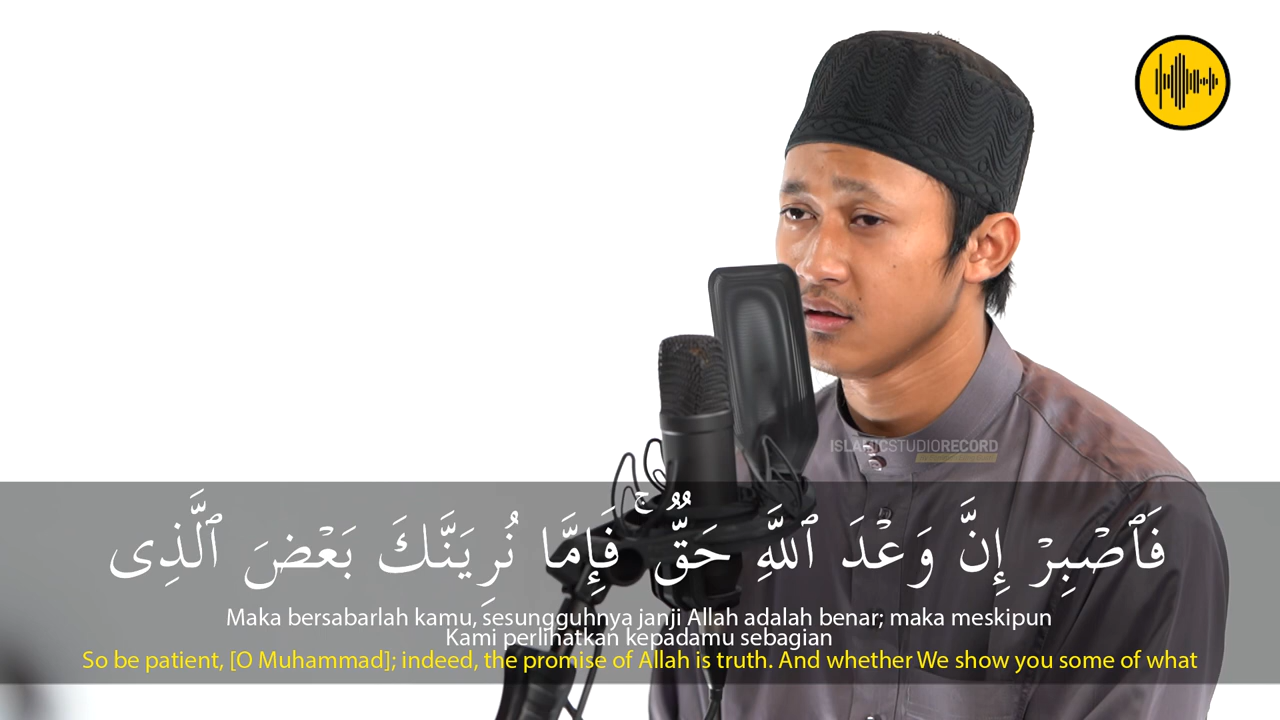 ISLAMICSTUDIORECORD
فَٱصْبِرْ إِنَّ وَعْدَ ٱللَّهِ حَقٌّ ۚ فَإِمَّا نُرِيَنَّكَ بَعْضَ ٱلَّذِى
Maka bersabarlah kamu, sesungguhnya janji Allah adalah benar; maka meskipun
Kami perlihatkan kepadamu sebagian
So be patient, [O Muhammad]; indeed, the promise of Allah is truth. And whether We show you some of what